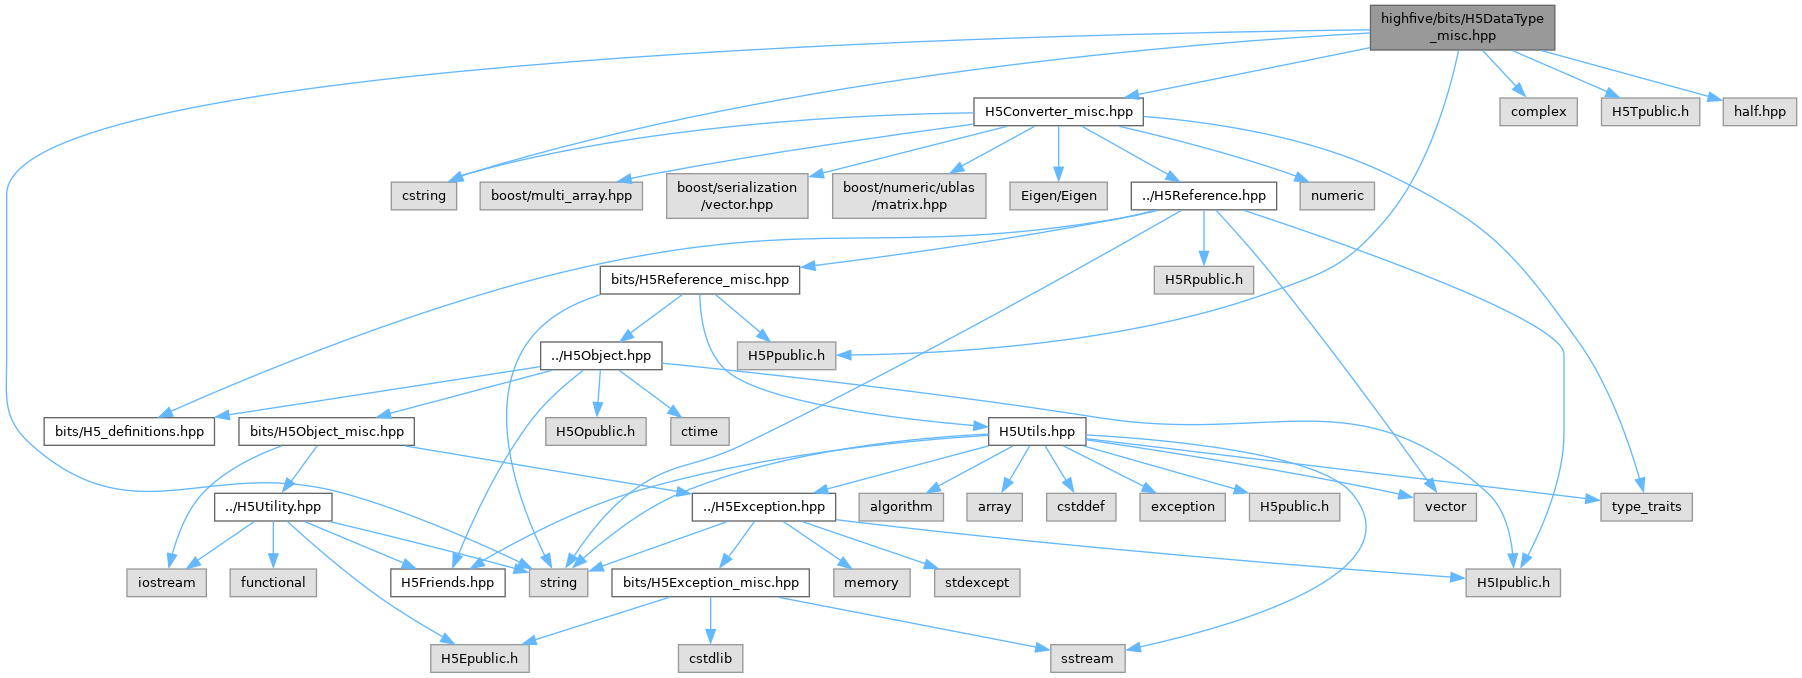 highfive/bits/H5DataType
_misc.hpp
H5Converter_misc.hpp
complex
H5Tpublic.h
half.hpp
cstring
boost/multi_array.hpp
boost/serialization
/vector.hpp
boost/numeric/ublas
/matrix.hpp
Eigen/Eigen
../H5Reference.hpp
numeric
bits/H5Reference_misc.hpp
H5Rpublic.h
../H5Object.hpp
H5Ppublic.h
bits/H5_definitions.hpp
bits/H5Object_misc.hpp
H5Opublic.h
ctime
H5Utils.hpp
../H5Utility.hpp
../H5Exception.hpp
algorithm
array
cstddef
exception
H5public.h
vector
type_traits
iostream
functional
H5Friends.hpp
string
bits/H5Exception_misc.hpp
memory
stdexcept
H5Ipublic.h
H5Epublic.h
cstdlib
sstream